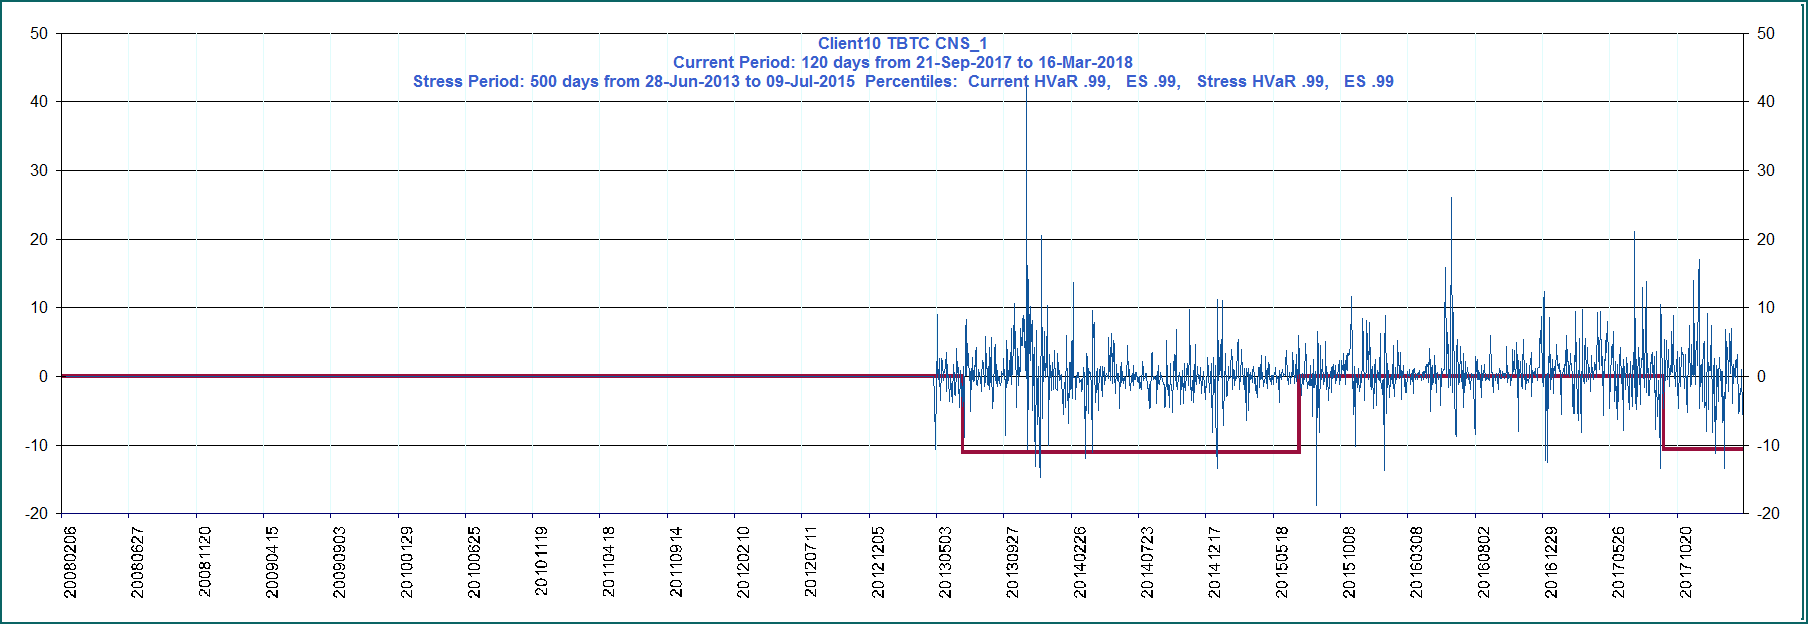 Client10 TBTC CNS_1
Current Period: 120 days from 21-Sep-2017 to 16-Mar-2018
Stress Period: 500 days from 28-Jun-2013 to 09-Jul-2015  Percentiles:  Current HVaR .99,   ES .99,   Stress HVaR .99,   ES .99
50 50
40 40
30 30
20 20
10 10
0 0
-10 -10
-20 -20
20080206 20080627 20081120 20090415 20090903 20100129 20100625 20101119 20110418 20110914 20120210 20120711 20121205 20130503 20130927 20140226 20140723 20141217 20150518 20151008 20160308 20160802 20161229 20170526 20171020